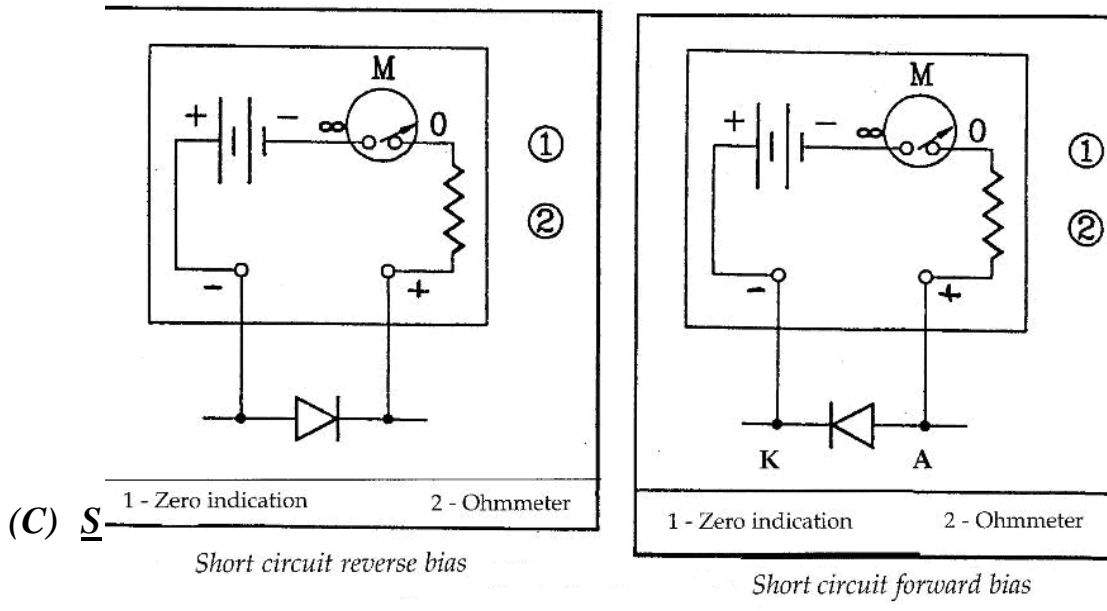 M
+ - ∞ 0
①
②
- +
1 - Zero indication 2 - Ohmmeter
Short circuit reverse bias
M
+ - ∞ 0
①
②
- +
K A
1 - Zero indication 2 - Ohmmeter
Short circuit forward bias
(C) S